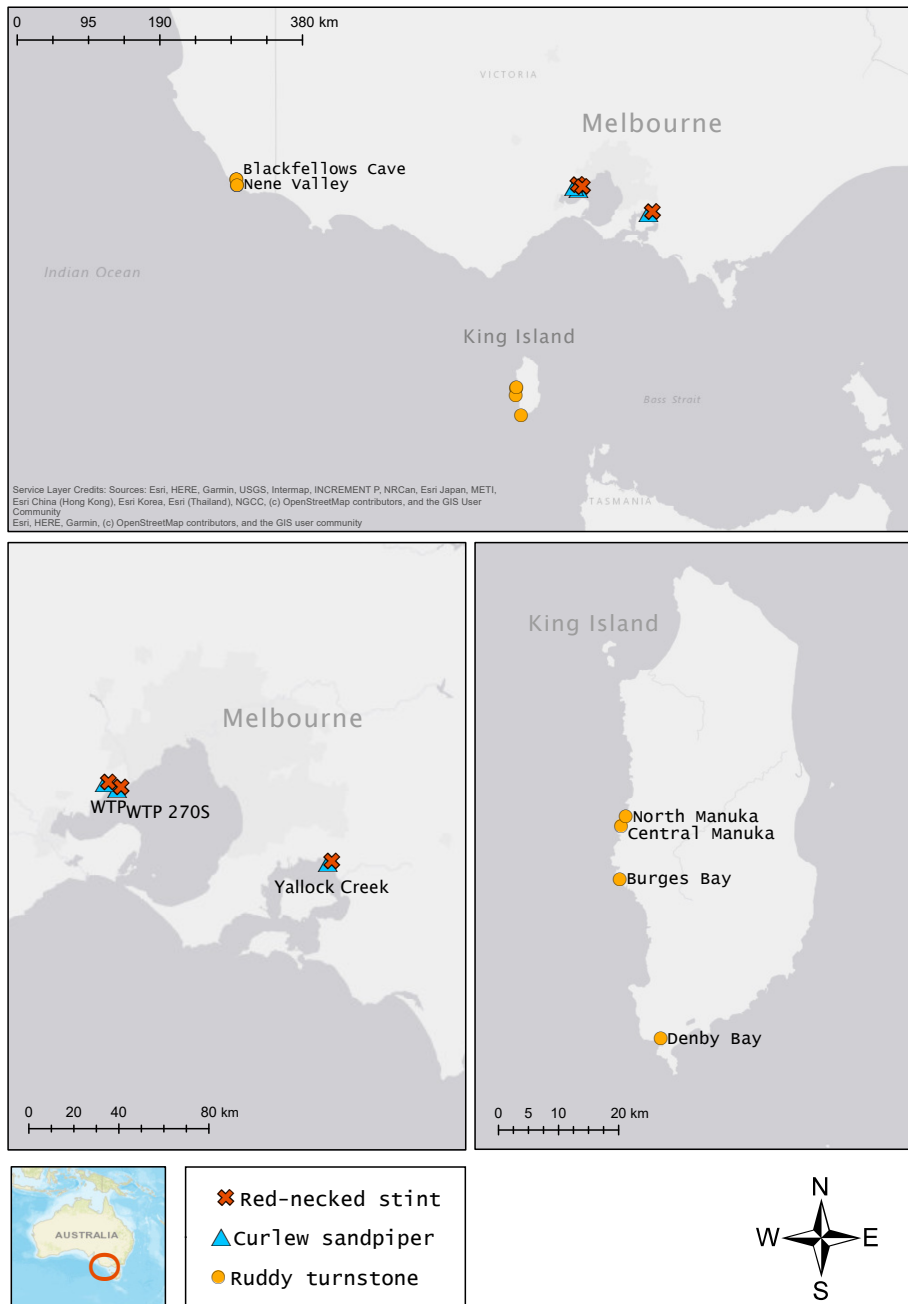 0 95 190 380 km
VICTORIA
Melbourne
Blackfellows Cave
Nene Valley
Indian Ocean
King Island
Bass Strait
Service Layer Credits: Sources: Esri, HERE, Garmin, USGS, Intermap, INCREMENT P, NRCan, Esri Japan, METI,
Esri China (Hong Kong), Esri Korea, Esri (Thailand), NGCC, (c) OpenStreetMap contributors, and the GIS User
Community
Esri, HERE, Garmin, (c) OpenStreetMap contributors, and the GIS user community
TASMANIA
Melbourne
WTP
WTP 270S
Yallock Creek
0 20 40 80 km
King Island
North Manuka
Central Manuka
Burges Bay
Denby Bay
0 5 10 20 km
AUSTRALIA
Red-necked stint
Curlew sandpiper
Ruddy turnstone
N
W E
S